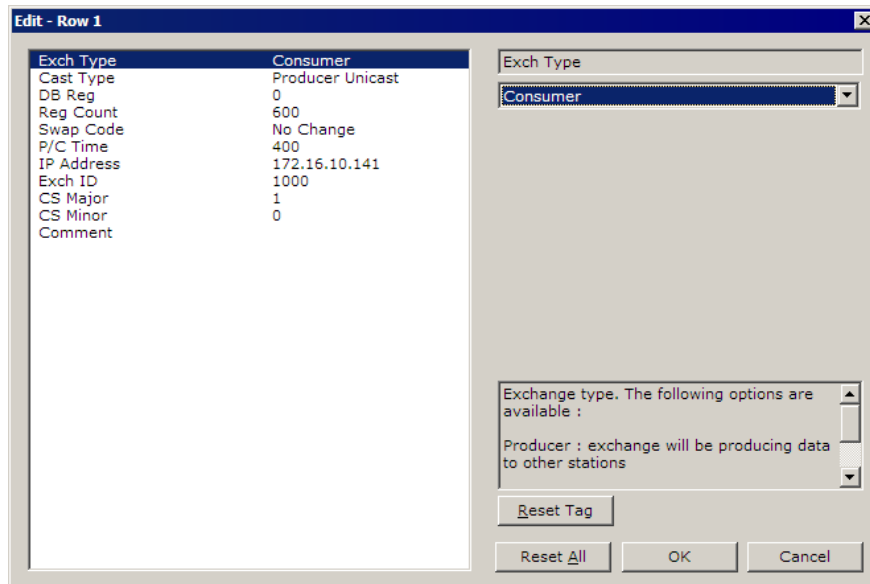 Edit - Row 1
Exch Type Consumer
Cast Type Producer Unicast
DB Reg 0
Reg Count 600
Swap Code No Change
P/C Time 400
IP Address 172.16.10.141
Exch ID 1000
CS Major 1
CS Minor 0
Comment
Exch Type
Consumer
Exchange type. The following options are
available :
Producer : exchange will be producing data
to other stations
Reset Tag
Reset All
OK
Cancel